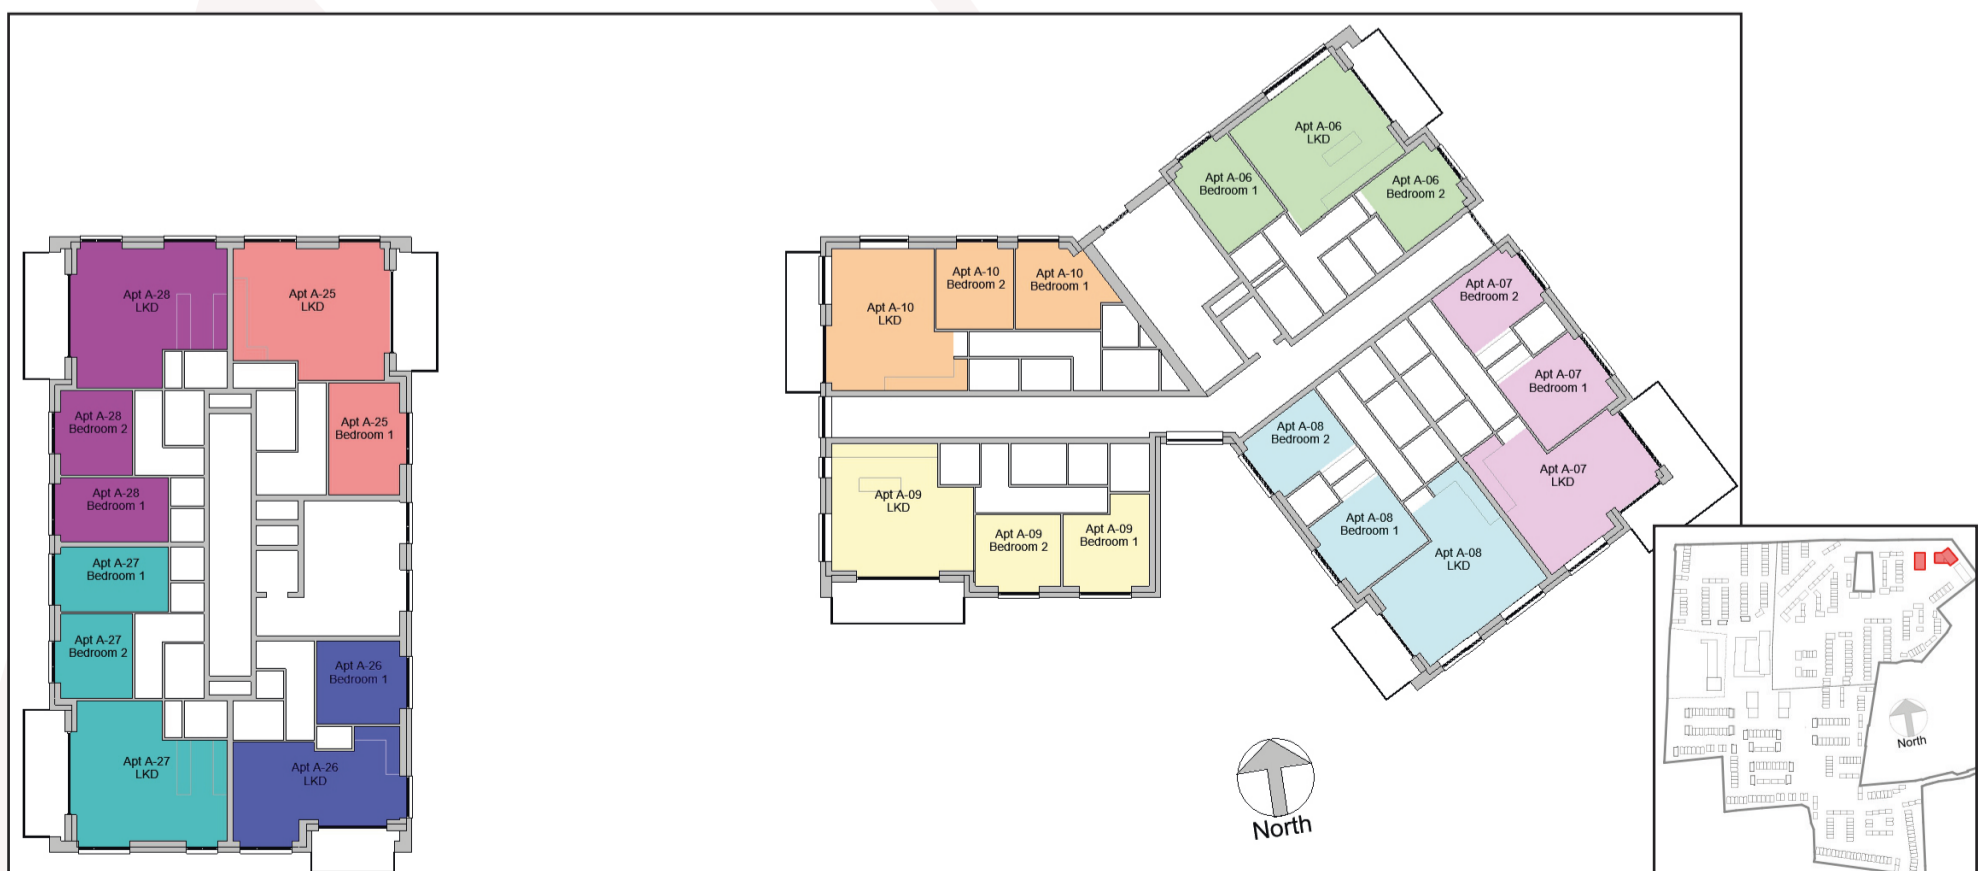 Apt A-28
LKD
Apt A-25
LKD
Apt A-28
Bedroom 2
Apt A-25
Bedroom 1
Apt A-28
Bedroom 1
Apt A-27
Bedroom 1
Apt A-27
Bedroom 2
Apt A-26
Bedroom 1
Apt A-27
LKD
Apt A-26
LKD
Apt A-10
LKD
Apt A-10
Bedroom 2
Apt A-10
Bedroom 1
Apt A-09
LKD
Apt A-09
Bedroom 2
Apt A-09
Bedroom 1
Apt A-06
LKD
Apt A-06
Bedroom 1
Apt A-06
Bedroom 2
Apt A-07
Bedroom 2
Apt A-07
Bedroom 1
Apt A-07
LKD
Apt A-08
Bedroom 2
Apt A-08
Bedroom 1
Apt A-08
LKD
North
North